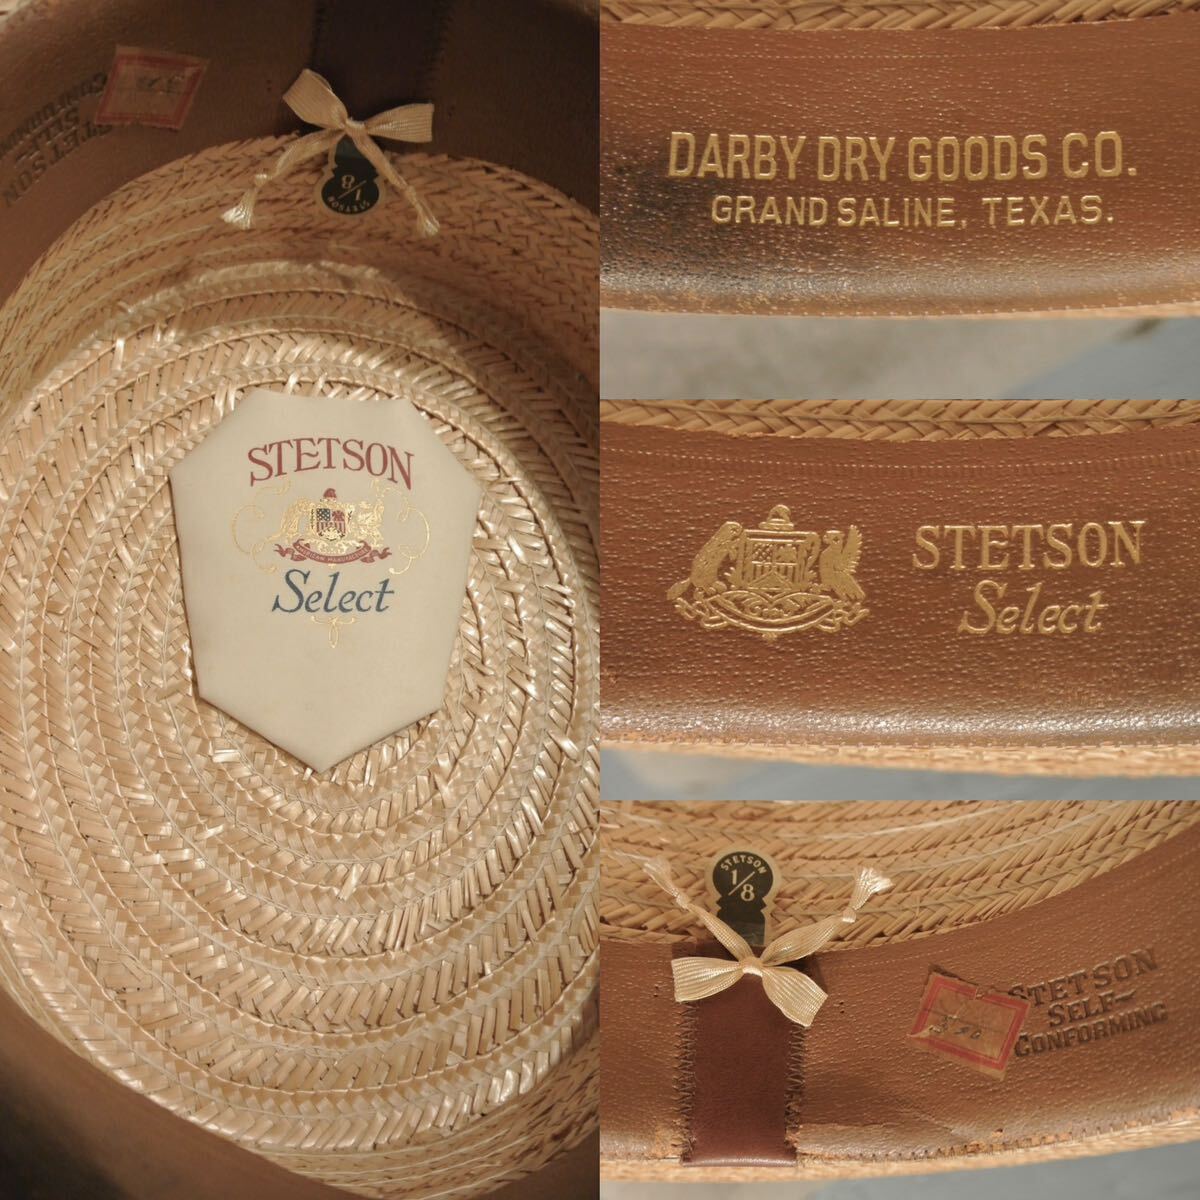 STETSON
SELF-
CONFORMING
1/8
STETSON
STETSON
Select
DARBY DRY GOODS CO.
GRAND SALINE, TEXAS.
STETSON
Select
STETSON
1/8
STETSON
SELF-
CONFORMING